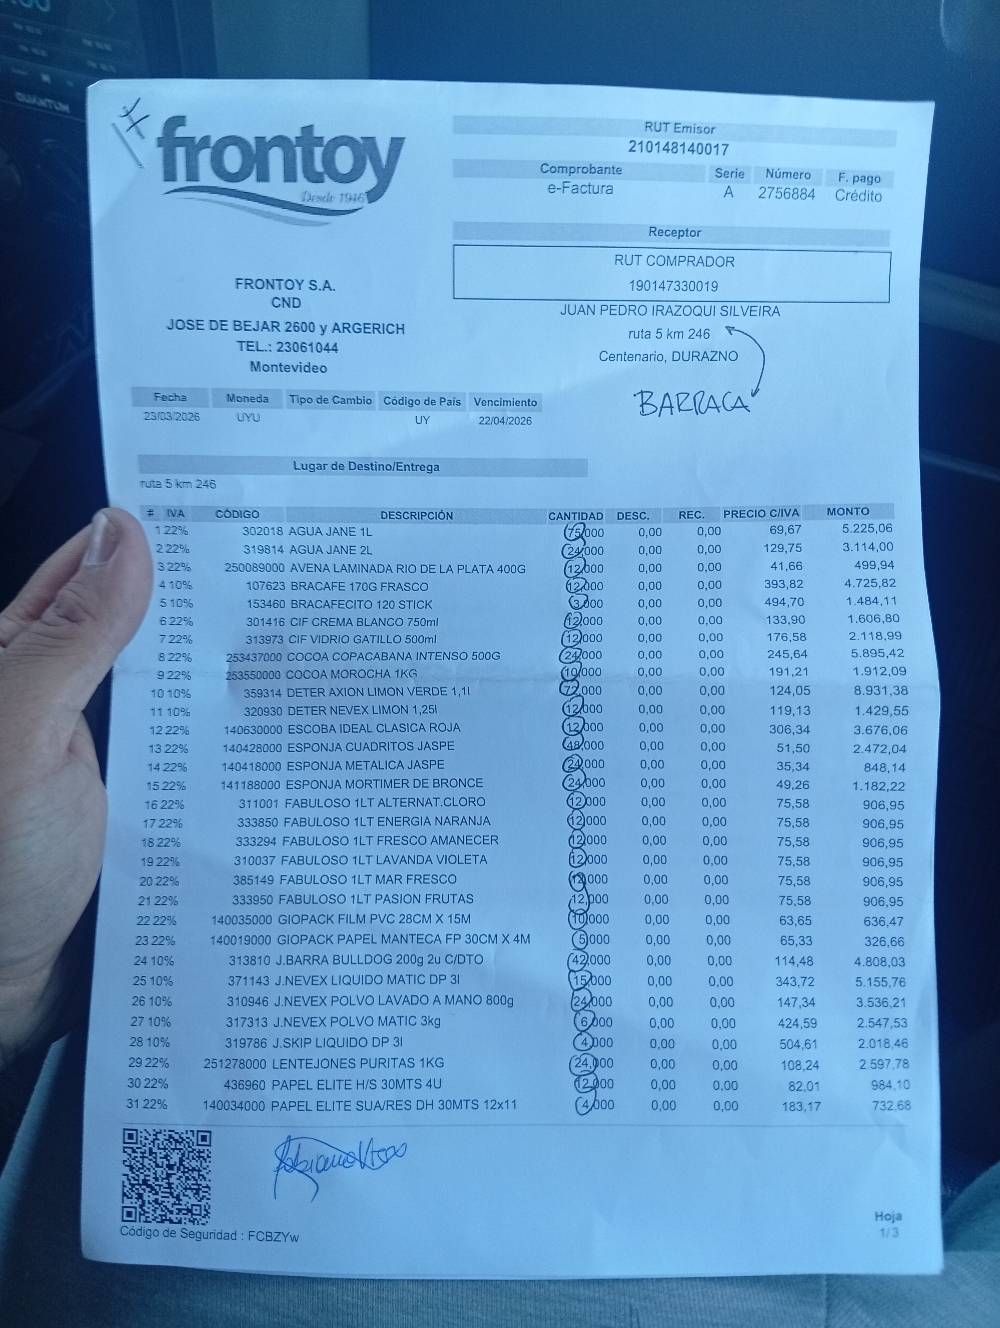 frontoy
Desde 1946
RUT Emisor
210148140017
Comprobante Serie Número F. pago
e-Factura A 2756884 Crédito
Receptor
RUT COMPRADOR
190147330019
JUAN PEDRO IRAZOQUI SILVEIRA
ruta 5 km 246
Centenario, DURAZNO
BARRACA
FRONTOY S.A.
CND
JOSE DE BEJAR 2600 y ARGERICH
TEL.: 23061044
Montevideo
Fecha Moneda Tipo de Cambio Código de País Vencimiento
23/03/2026 UYU UY 22/04/2026
Lugar de Destino/Entrega
ruta 5 km 246
# IVA CÓDIGO DESCRIPCIÓN CANTIDAD DESC. REC. PRECIO C/IVA MONTO
1 22% 302018 AGUA JANE 1L 75,000 0,00 0,00 69,67 5.225,06
2 22% 319814 AGUA JANE 2L 24,000 0,00 0,00 129,75 3.114,00
3 22% 250089000 AVENA LAMINADA RIO DE LA PLATA 400G 12,000 0,00 0,00 41,66 499,94
4 10% 107623 BRACAFE 170G FRASCO 12,000 0,00 0,00 393,82 4.725,82
5 10% 153460 BRACAFECITO 120 STICK 3,000 0,00 0,00 494,70 1.484,11
6 22% 301416 CIF CREMA BLANCO 750ml 12,000 0,00 0,00 133,90 1.606,80
7 22% 313973 CIF VIDRIO GATILLO 500ml 12,000 0,00 0,00 176,58 2.118,99
8 22% 253437000 COCOA COPACABANA INTENSO 500G 24,000 0,00 0,00 245,64 5.895,42
9 22% 253550000 COCOA MOROCHA 1KG 10,000 0,00 0,00 191,21 1.912,09
10 10% 359314 DETER AXION LIMON VERDE 1,1l 72,000 0,00 0,00 124,05 8.931,38
11 10% 320930 DETER NEVEX LIMON 1,25l 12,000 0,00 0,00 119,13 1.429,55
12 22% 140630000 ESCOBA IDEAL CLASICA ROJA 12,000 0,00 0,00 306,34 3.676,06
13 22% 140428000 ESPONJA CUADRITOS JASPE 48,000 0,00 0,00 51,50 2.472,04
14 22% 140418000 ESPONJA METALICA JASPE 24,000 0,00 0,00 35,34 848,14
15 22% 141188000 ESPONJA MORTIMER DE BRONCE 24,000 0,00 0,00 49,26 1.182,22
16 22% 311001 FABULOSO 1LT ALTERNAT.CLORO 12,000 0,00 0,00 75,58 906,95
17 22% 333850 FABULOSO 1LT ENERGIA NARANJA 12,000 0,00 0,00 75,58 906,95
18 22% 333294 FABULOSO 1LT FRESCO AMANECER 12,000 0,00 0,00 75,58 906,95
19 22% 310037 FABULOSO 1LT LAVANDA VIOLETA 12,000 0,00 0,00 75,58 906,95
20 22% 385149 FABULOSO 1LT MAR FRESCO 12,000 0,00 0,00 75,58 906,95
21 22% 333950 FABULOSO 1LT PASION FRUTAS 12,000 0,00 0,00 75,58 906,95
22 22% 140035000 GIOPACK FILM PVC 28CM X 15M 10,000 0,00 0,00 63,65 636,47
23 22% 140019000 GIOPACK PAPEL MANTECA FP 30CM X 4M 5,000 0,00 0,00 65,33 326,66
24 10% 313810 J.BARRA BULLDOG 200g 2u C/DTO 42,000 0,00 0,00 114,48 4.808,03
25 10% 371143 J.NEVEX LIQUIDO MATIC DP 3l 15,000 0,00 0,00 343,72 5.155,76
26 10% 310946 J.NEVEX POLVO LAVADO A MANO 800g 24,000 0,00 0,00 147,34 3.536,21
27 10% 317313 J.NEVEX POLVO MATIC 3kg 6,000 0,00 0,00 424,59 2.547,53
28 10% 319786 J.SKIP LIQUIDO DP 3l 4,000 0,00 0,00 504,61 2.018,46
29 22% 251278000 LENTEJONES PURITAS 1KG 24,000 0,00 0,00 108,24 2.597,78
30 22% 436960 PAPEL ELITE H/S 30MTS 4U 12,000 0,00 0,00 82,01 984,10
31 22% 140034000 PAPEL ELITE SUA/RES DH 30MTS 12x11 4,000 0,00 0,00 183,17 732,68
Código de Seguridad : FCBZYw
Hoja
1/3
QUANTUM